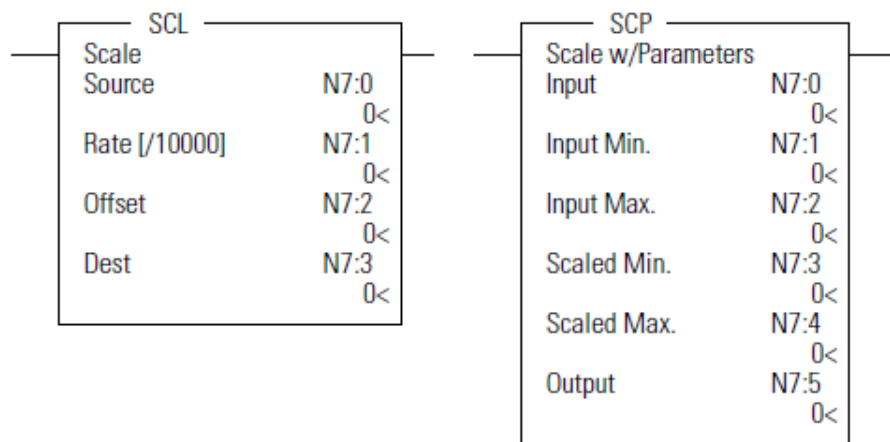 SCL
Scale
Source N7:0
0<
Rate [/10000] N7:1
0<
Offset N7:2
0<
Dest N7:3
0<
SCP
Scale w/Parameters
Input N7:0
0<
Input Min. N7:1
0<
Input Max. N7:2
0<
Scaled Min. N7:3
0<
Scaled Max. N7:4
0<
Output N7:5
0<